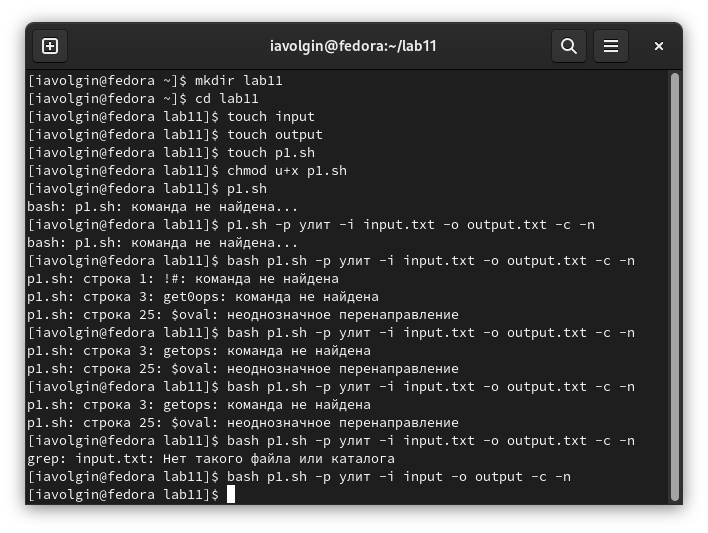 iavolgin@fedora:~/lab11
[iavolgin@fedora ~]$ mkdir lab11
[iavolgin@fedora ~]$ cd lab11
[iavolgin@fedora lab11]$ touch input
[iavolgin@fedora lab11]$ touch output
[iavolgin@fedora lab11]$ touch p1.sh
[iavolgin@fedora lab11]$ chmod u+x p1.sh
[iavolgin@fedora lab11]$ p1.sh
bash: p1.sh: команда не найдена...
[iavolgin@fedora lab11]$ p1.sh -p улит -i input.txt -o output.txt -c -n
bash: p1.sh: команда не найдена...
[iavolgin@fedora lab11]$ bash p1.sh -p улит -i input.txt -o output.txt -c -n
p1.sh: строка 1: !#: команда не найдена
p1.sh: строка 3: get0ops: команда не найдена
p1.sh: строка 25: $oval: неоднозначное перенаправление
[iavolgin@fedora lab11]$ bash p1.sh -p улит -i input.txt -o output.txt -c -n
p1.sh: строка 3: getops: команда не найдена
p1.sh: строка 25: $oval: неоднозначное перенаправление
[iavolgin@fedora lab11]$ bash p1.sh -p улит -i input.txt -o output.txt -c -n
p1.sh: строка 3: getops: команда не найдена
p1.sh: строка 25: $oval: неоднозначное перенаправление
[iavolgin@fedora lab11]$ bash p1.sh -p улит -i input.txt -o output.txt -c -n
grep: input.txt: Нет такого файла или каталога
[iavolgin@fedora lab11]$ bash p1.sh -p улит -i input -o output -c -n
[iavolgin@fedora lab11]$